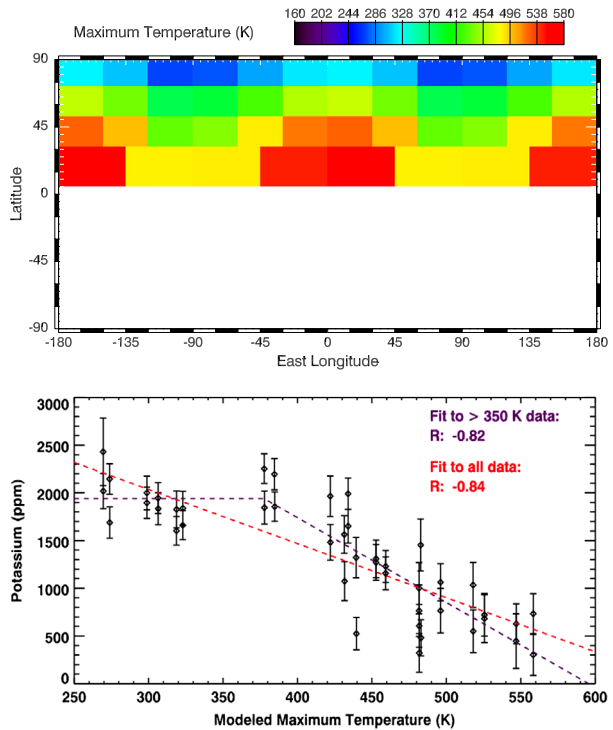 160 202 244 286 328 370 412 454 496 538 580
Maximum Temperature (K)
90
45
0
-45
-90
Latitude
-180 -135 -90 -45 0 45 90 135 180
East Longitude
3000
2500
2000
1500
1000
500
0
Potassium (ppm)
Fit to > 350 K data:
R: -0.82
Fit to all data:
R: -0.84
250 300 350 400 450 500 550 600
Modeled Maximum Temperature (K)